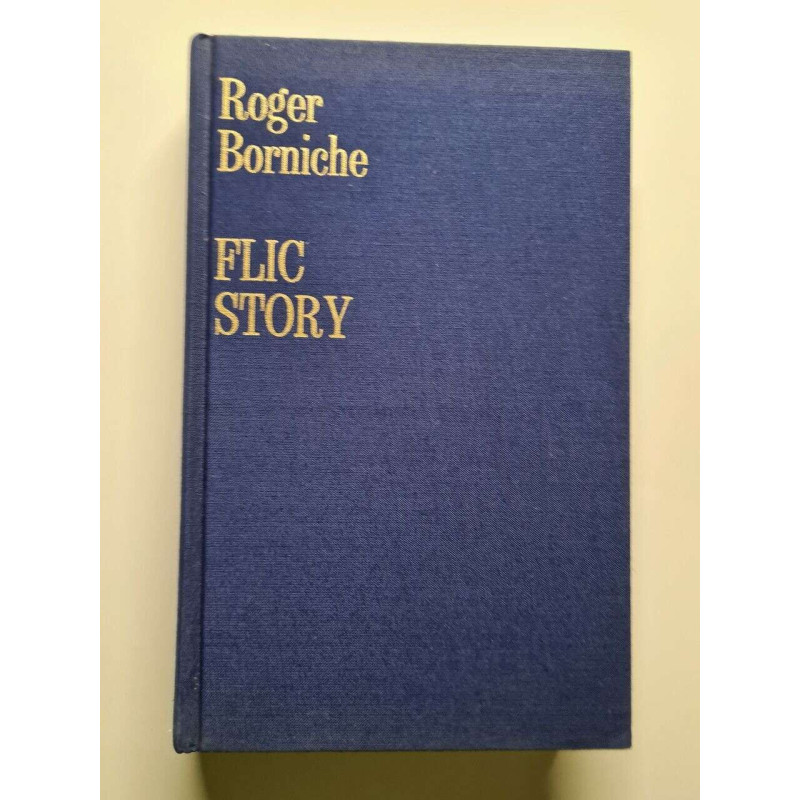 Roger
Borniche
FLIC
STORY